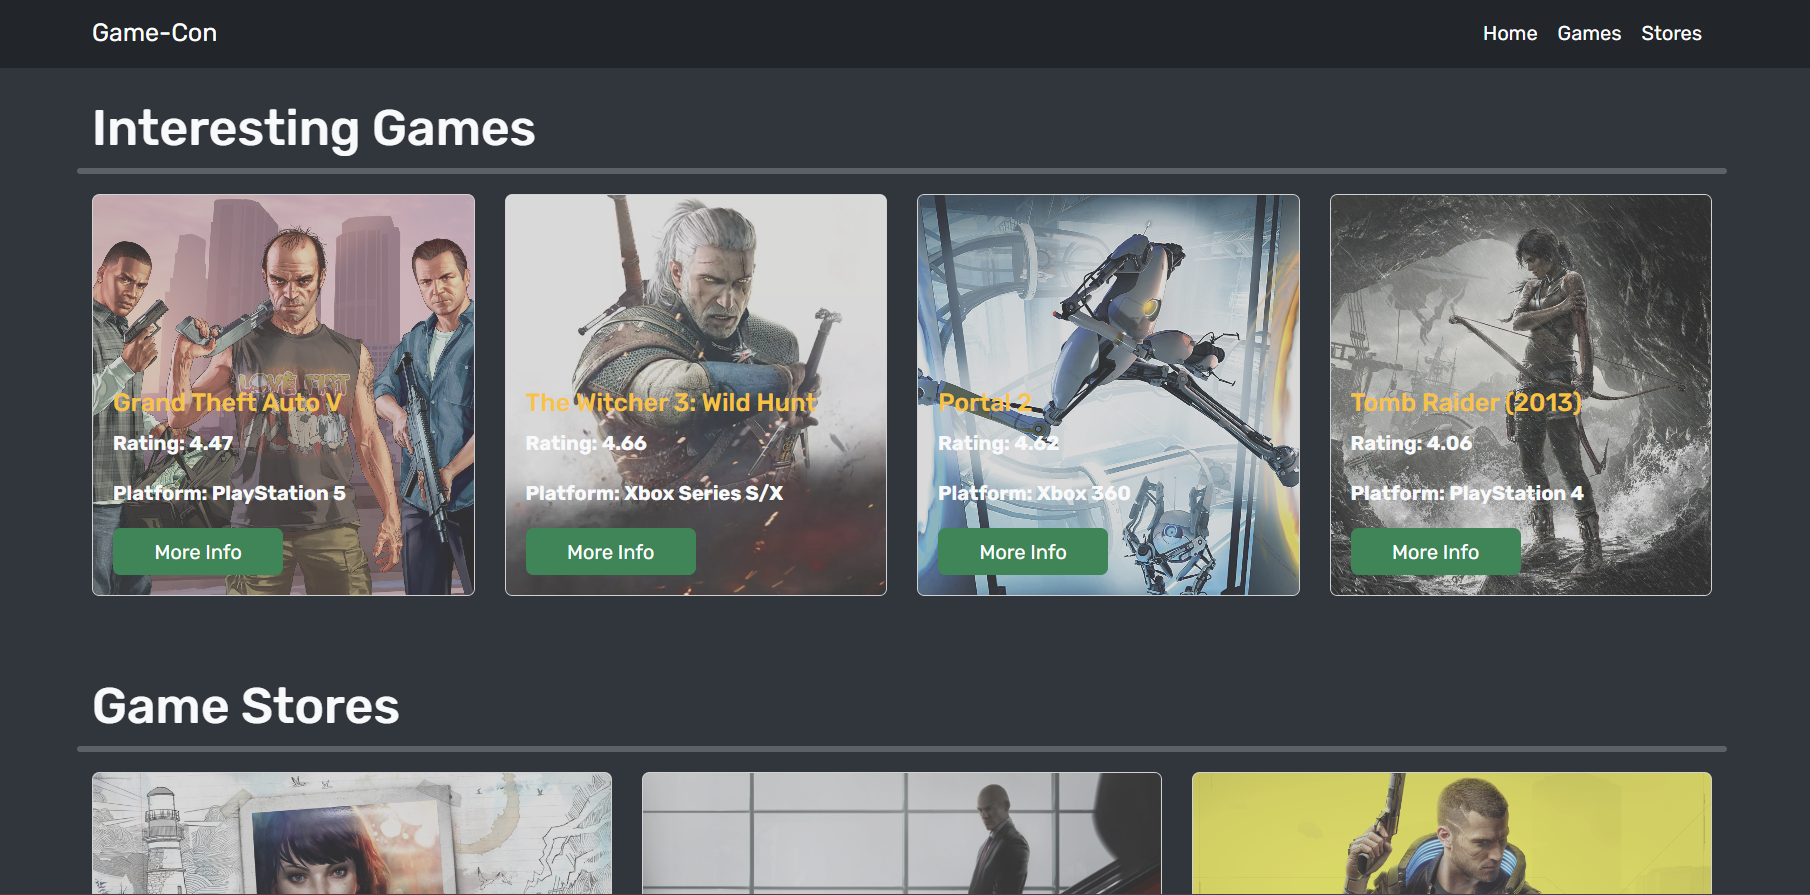 Game-Con
Home Games Stores
Interesting Games
LOVE FIST
Grand Theft Auto V
Rating: 4.47
Platform: PlayStation 5
More Info
The Witcher 3: Wild Hunt
Rating: 4.66
Platform: Xbox Series S/X
More Info
Portal 2
Rating: 4.62
Platform: Xbox 360
More Info
Tomb Raider (2013)
Rating: 4.06
Platform: PlayStation 4
More Info
Game Stores